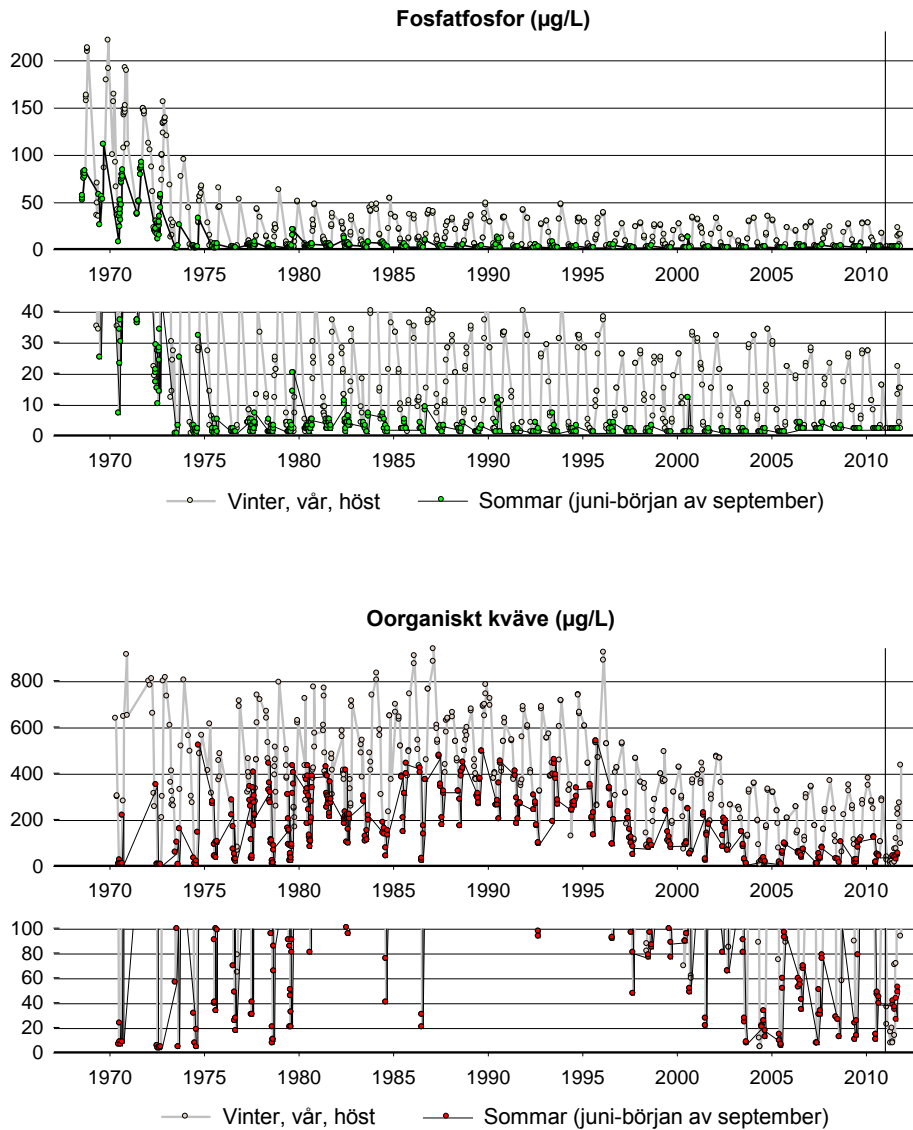 Fosfatfosfor (µg/L)
200
150
100
50
0
1970 1975 1980 1985 1990 1995 2000 2005 2010
40
30
20
10
0
1970 1975 1980 1985 1990 1995 2000 2005 2010
Vinter, vår, höst Sommar (juni-början av september)
Oorganiskt kväve (µg/L)
800
600
400
200
0
1970 1975 1980 1985 1990 1995 2000 2005 2010
100
80
60
40
20
0
1970 1975 1980 1985 1990 1995 2000 2005 2010
Vinter, vår, höst Sommar (juni-början av september)